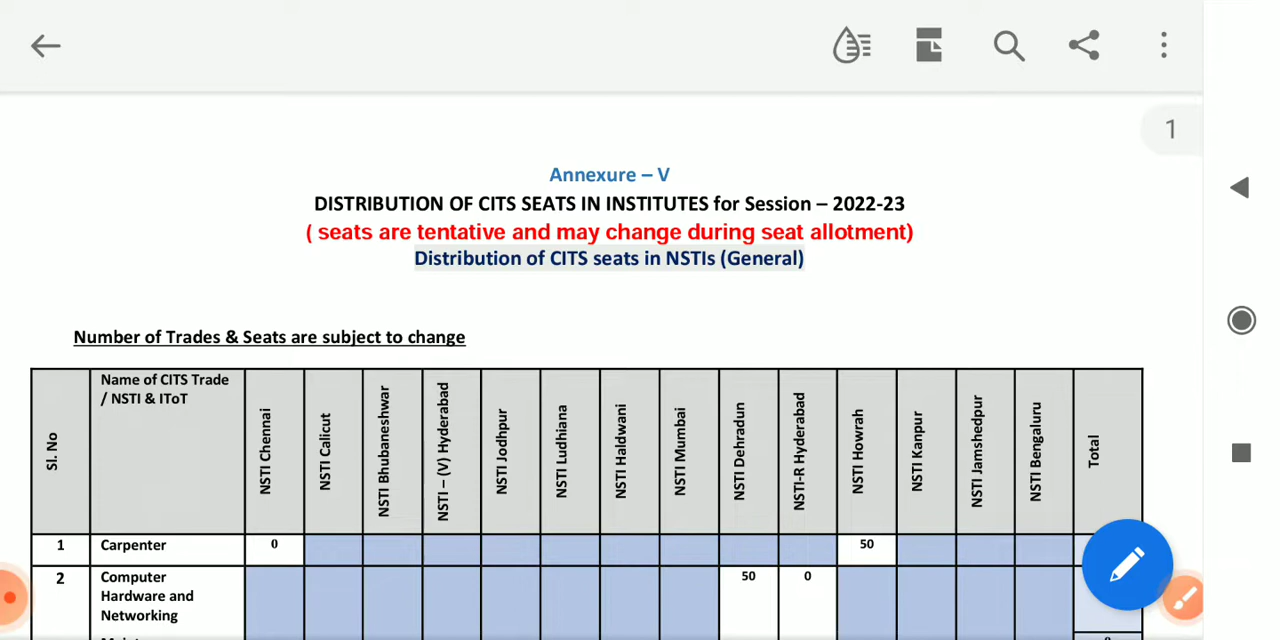 1
Annexure – V
DISTRIBUTION OF CITS SEATS IN INSTITUTES for Session – 2022-23
( seats are tentative and may change during seat allotment)
Distribution of CITS seats in NSTIs (General)
Number of Trades & Seats are subject to change
Sl. No
Name of CITS Trade
/ NSTI & IToT
NSTI Chennai
NSTI Calicut
NSTI Bhubaneshwar
NSTI – (V) Hyderabad
NSTI Jodhpur
NSTI Ludhiana
NSTI Haldwani
NSTI Mumbai
NSTI Dehradun
NSTI-R Hyderabad
NSTI Howrah
NSTI Kanpur
NSTI Jamshedpur
NSTI Bengaluru
Total
1 Carpenter 0 50
2 Computer 50 0
Hardware and
Networking